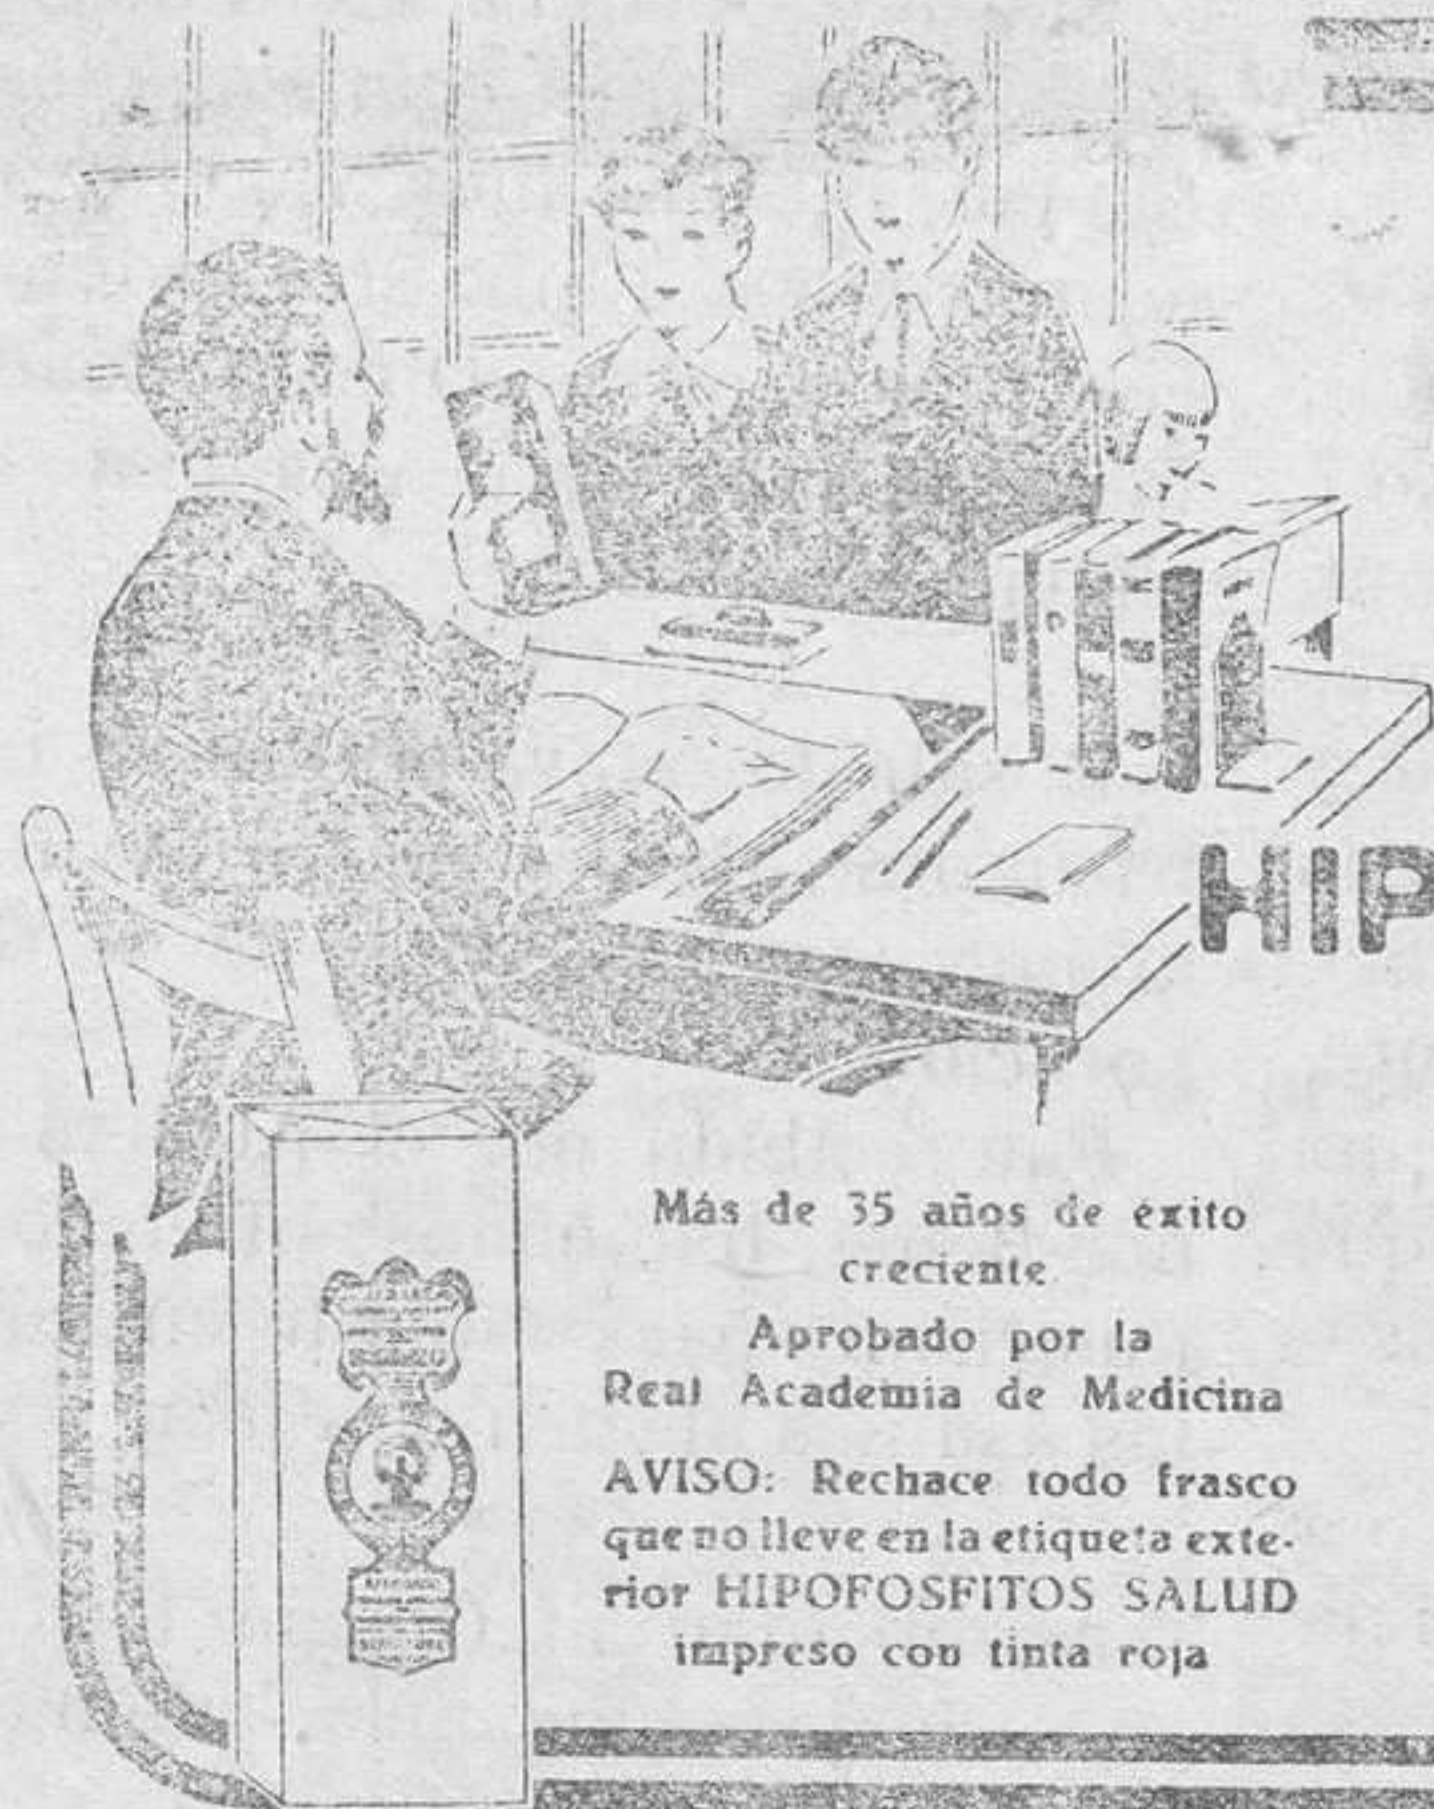 HIP
Más de 35 años de éxito
creciente.
Aprobado por la
Real Academia de Medicina
AVISO: Rechace todo frasco
que no lleve en la etiqueta exte-
rior HIPOFOSFITOS SALUD
impreso con tinta roja